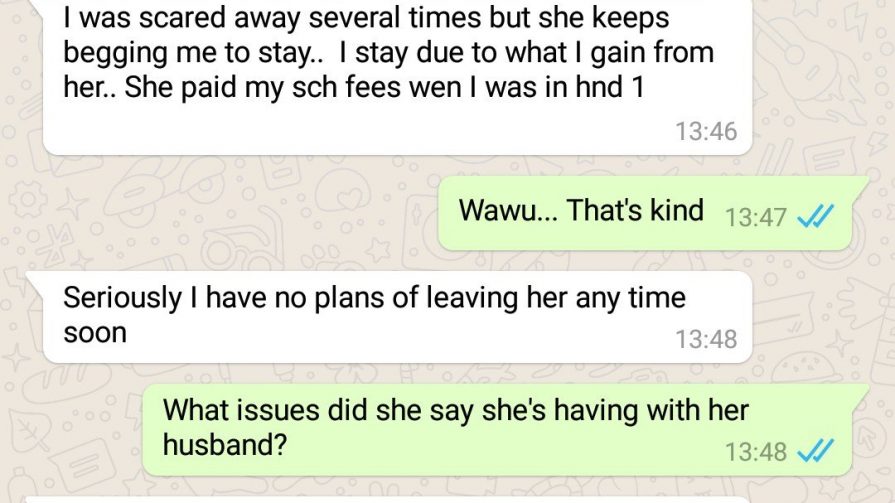 I was scared away several times but she keeps
begging me to stay.. I stay due to what I gain from
her.. She paid my sch fees wen I was in hnd 1
13:46
Wawu... That's kind 13:47
Seriously I have no plans of leaving her any time
soon
13:48
What issues did she say she's having with her
husband?
13:48